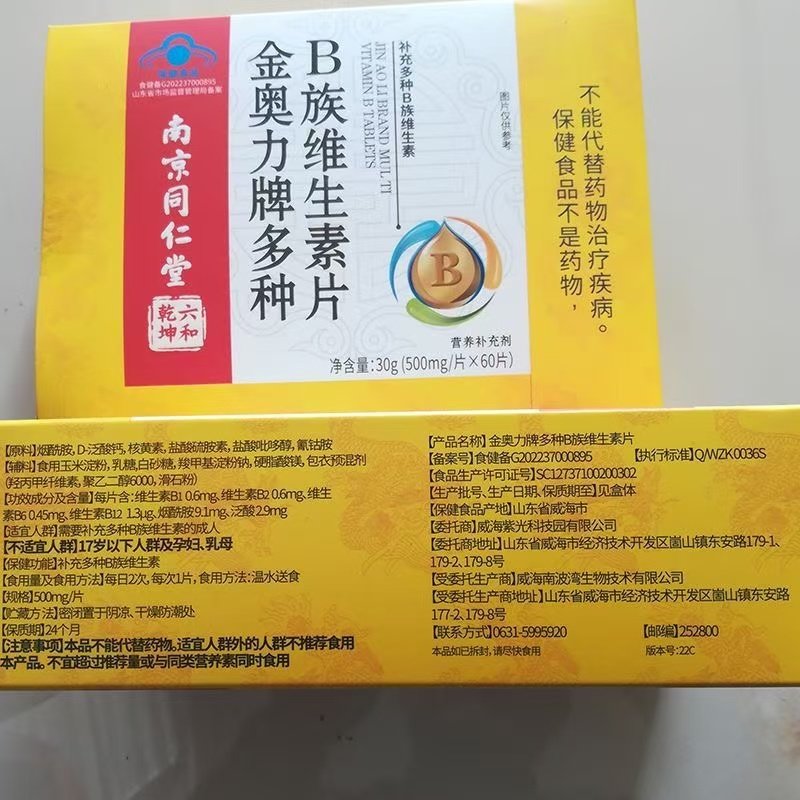 保健食品
食健备G202237000895
山东省市场监督管理局备案
南京同仁堂
乾坤
六和
金奥力牌多种
B族维生素片
JIN AO LI BRAND MUL TI
VITAMIN B TABLETS
补充多种B族维生素
图片仅供参考
B
营养补充剂
净含量:30g (500mg/片×60片)
保健食品不是药物，
不能代替药物治疗疾病。
【原料】烟酰胺, D-泛酸钙, 核黄素, 盐酸硫胺素, 盐酸吡哆醇, 氰钴胺
【辅料】食用玉米淀粉, 乳糖,白砂糖, 羧甲基淀粉钠, 硬脂酸镁, 包衣预混剂
(羟丙甲纤维素, 聚乙二醇6000, 滑石粉)
【功效成分及含量】每片含: 维生素B1 0.6mg, 维生素B2 0.6mg, 维生
素B6 0.45mg, 维生素B12 1.3μg, 烟酰胺9.1mg, 泛酸2.9mg
【适宜人群】需要补充多种B族维生素的成人
【不适宜人群】17岁以下人群及孕妇、乳母
【保健功能】补充多种B族维生素
【食用量及食用方法】每日2次, 每次1片, 食用方法: 温水送食
【规格】500mg/片
【贮藏方法】密闭置于阴凉、干燥防潮处
【保质期】24个月
【注意事项】本品不能代替药物。适宜人群外的人群不推荐食用
本产品。不宜超过推荐量或与同类营养素同时食用
【产品名称】金奥力牌多种B族维生素片
【备案号】食健备G202237000895 【执行标准】Q/WZK 0036S
【食品生产许可证号】SC12737100200302
【生产批号、生产日期、保质期至】见盒体
【保健食品产地】山东省威海市
【委托商】威海紫光科技园有限公司
【委托商地址】山东省威海市经济技术开发区崮山镇东安路179-1、
179-2、179-8号
【受委托生产商】威海南波湾生物技术有限公司
【受委托生产商地址】山东省威海市经济技术开发区崮山镇东安路
177-2、179-8号
【联系方式】0631-5995920 【邮编】252800
本品如已拆封, 请尽快食用 版本号: 22C